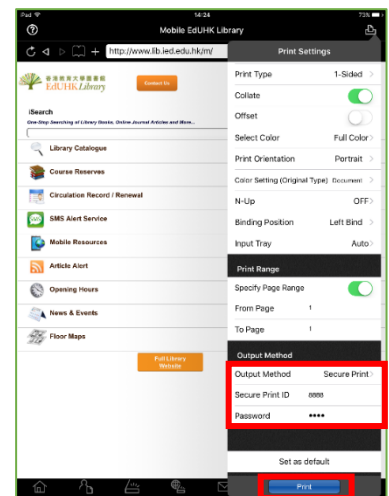 iPad 14:24 73%
Mobile EdUHK Library
+ http://www.lib.ied.edu.hk/m/
香港教育大學圖書館
EdUHK Library
Contact Us
iSearch
One-Stop Searching of Library Books, Online Journal Articles and More...
Library Catalogue
Course Reserves
Circulation Record / Renewal
SMS Alert Service
Mobile Resources
Article Alert
Opening Hours
News & Events
Floor Maps
Full Library
Website
Print Settings
Print Type 1-Sided >
Collate
Offset
Select Color Full Color>
Print Orientation Portrait >
Color Setting (Original Type) Document >
N-Up OFF>
Binding Position Left Bind >
Input Tray Auto>
Print Range
Specify Page Range
From Page 1
To Page 1
Output Method
Output Method Secure Print>
Secure Print ID 8888
Password ••••
Set as default
Print